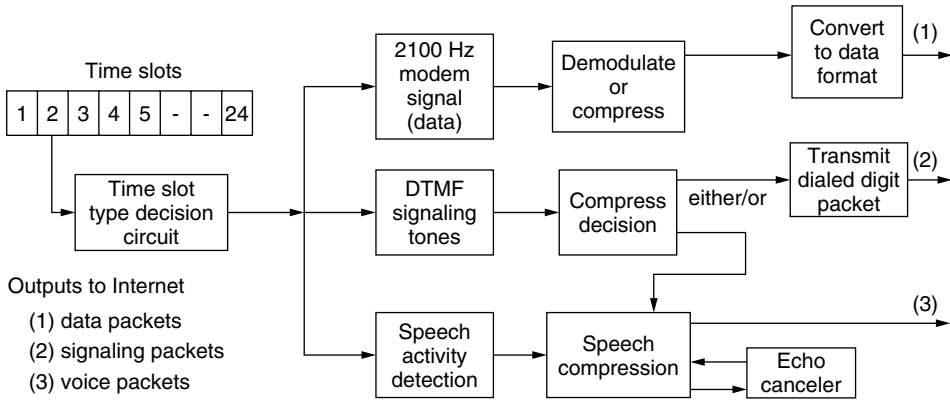 Time slots
1 2 3 4 5 - - 24
Time slot
type decision
circuit
2100 Hz
modem
signal
(data)
Demodulate
or
compress
Convert
to data
format
(1)
DTMF
signaling
tones
Compress
decision
either/or
Transmit
dialed digit
packet
(2)
Speech
activity
detection
Speech
compression
(3)
Echo
canceler
Outputs to Internet
(1) data packets
(2) signaling packets
(3) voice packets